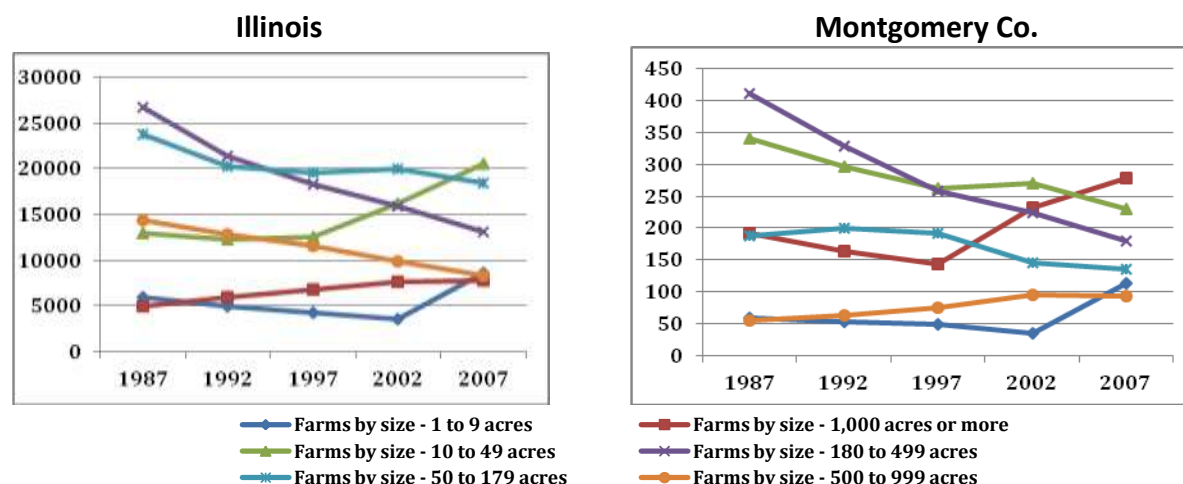 Illinois
30000
25000
20000
15000
10000
5000
0
1987 1992 1997 2002 2007
Montgomery Co.
450
400
350
300
250
200
150
100
50
0
1987 1992 1997 2002 2007
Farms by size - 1 to 9 acres
Farms by size - 1,000 acres or more
Farms by size - 10 to 49 acres
Farms by size - 180 to 499 acres
Farms by size - 50 to 179 acres
Farms by size - 500 to 999 acres